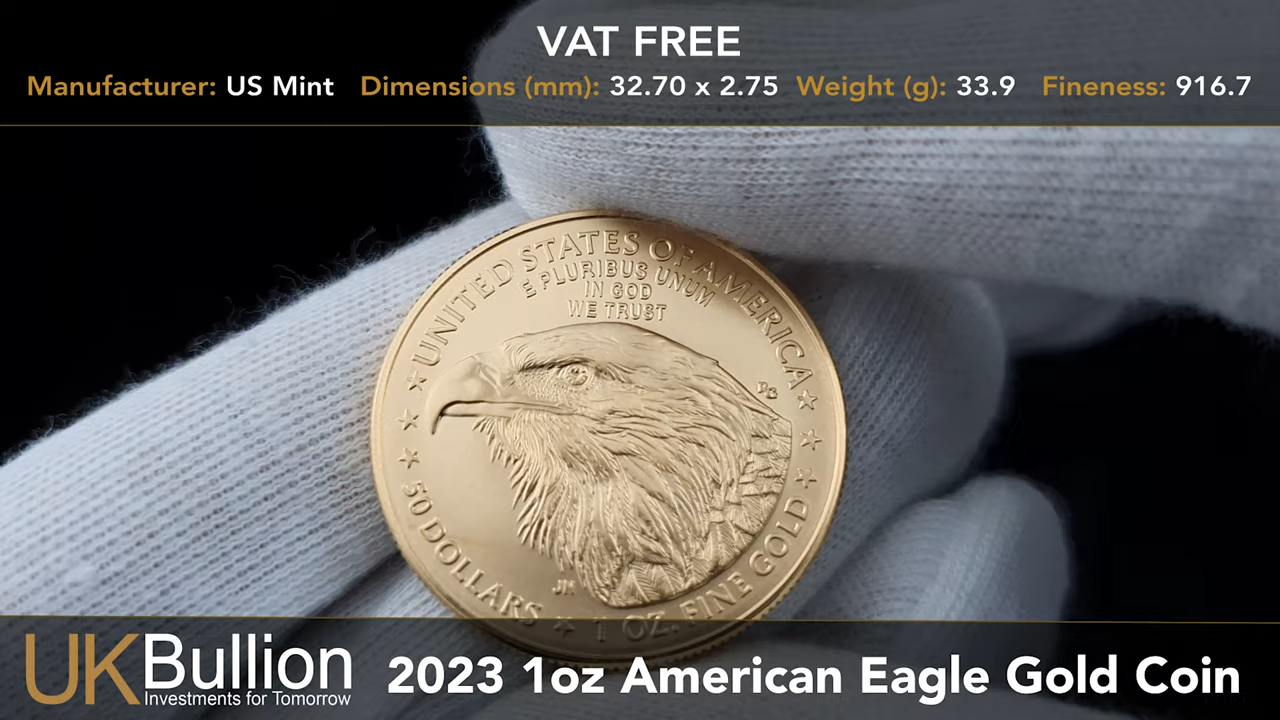 VAT FREE
Manufacturer: US Mint Dimensions (mm): 32.70 x 2.75 Weight (g): 33.9 Fineness: 916.7
UNITED STATES OF AMERICA
E PLURIBUS UNUM
IN GOD
WE TRUST
50 DOLLARS ★ 1 OZ. FINE GOLD
JM
UKBullion
Investments for Tomorrow
2023 1oz American Eagle Gold Coin